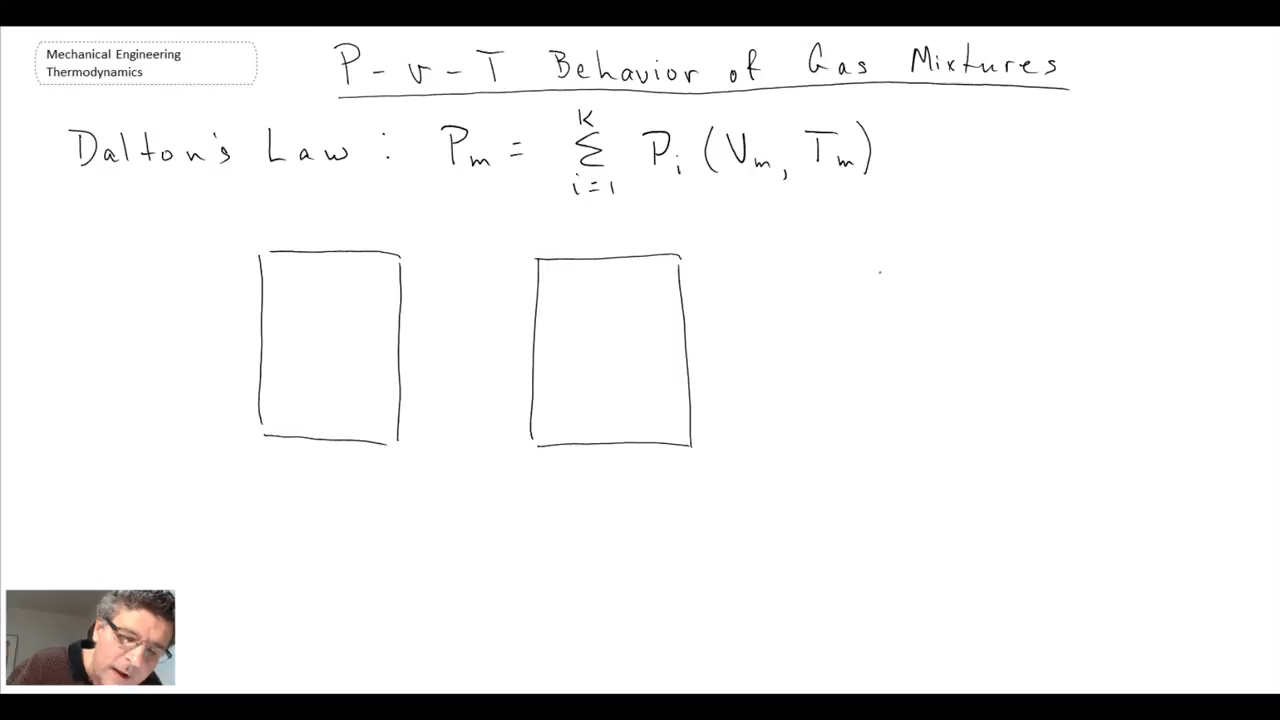 Mechanical Engineering
Thermodynamics
P - v - T Behavior of Gas Mixtures
Dalton's Law : Pm = K Σ i=1 Pi (Vm, Tm)